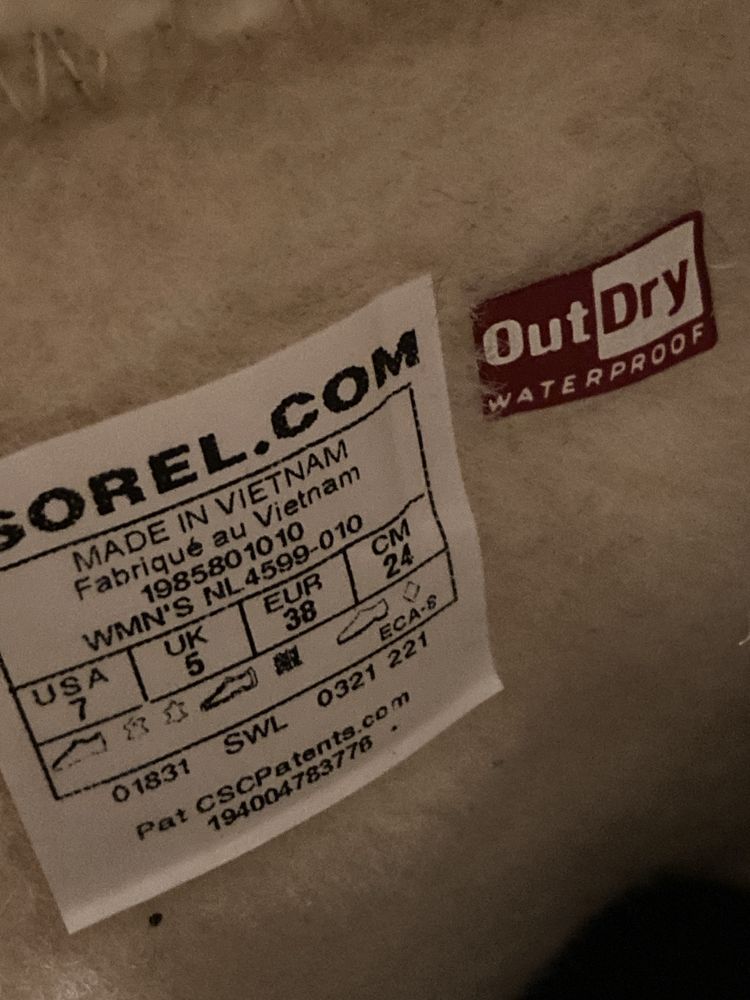 SOREL.COM
MADE IN VIETNAM
Fabriqué au Vietnam
1985801010
WMN'S NL4599-010
USA UK EUR CM
7 5 38 24
ECA-S
01831 SWL 0321 221
Pat CSCPatents.com
194004783778
OutDry
WATERPROOF